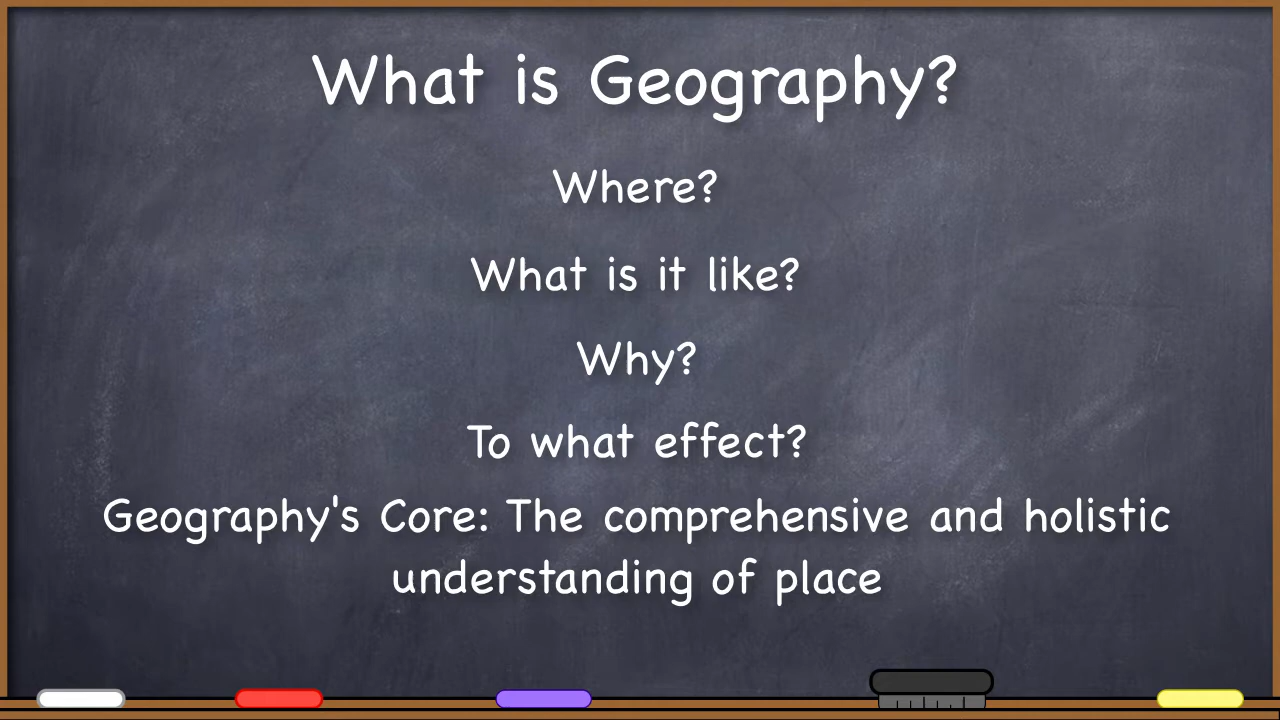 What is Geography?
Where?
What is it like?
Why?
To what effect?
Geography's Core: The comprehensive and holistic
understanding of place